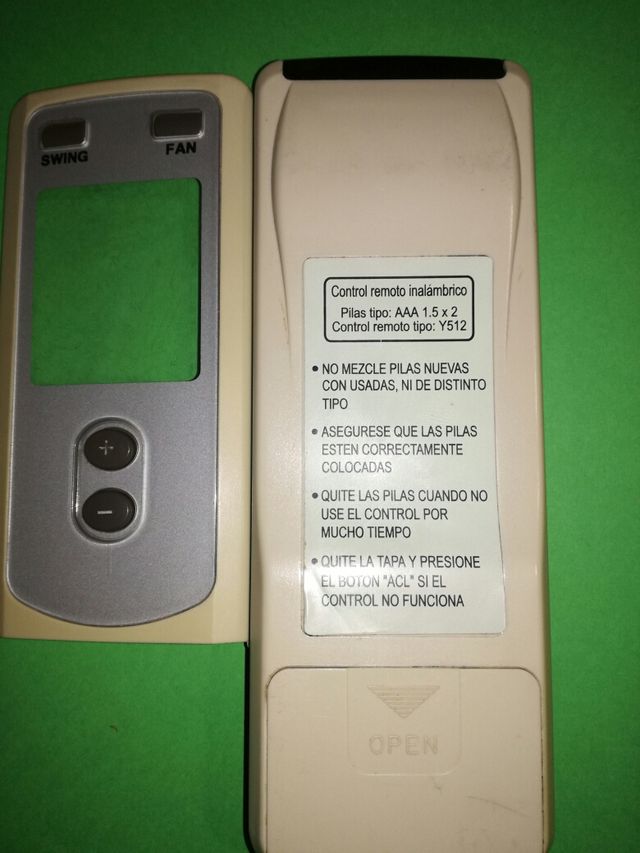 SWING
FAN
+
−
Control remoto inalámbrico
Pilas tipo: AAA 1.5 x 2
Control remoto tipo: Y512
• NO MEZCLE PILAS NUEVAS
CON USADAS, NI DE DISTINTO
TIPO
• ASEGURESE QUE LAS PILAS
ESTEN CORRECTAMENTE
COLOCADAS
• QUITE LAS PILAS CUANDO NO
USE EL CONTROL POR
MUCHO TIEMPO
• QUITE LA TAPA Y PRESIONE
EL BOTON "ACL" SI EL
CONTROL NO FUNCIONA
OPEN